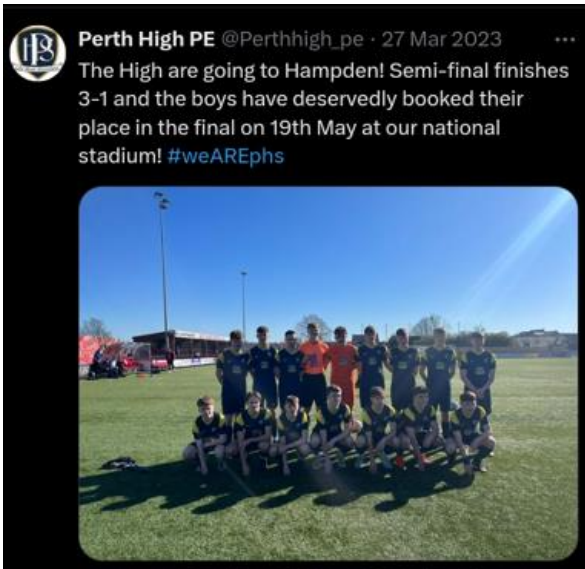 Perth High PE @Perthhigh_pe · 27 Mar 2023
The High are going to Hampden! Semi-final finishes
3-1 and the boys have deservedly booked their
place in the final on 19th May at our national
stadium! #weAREphs